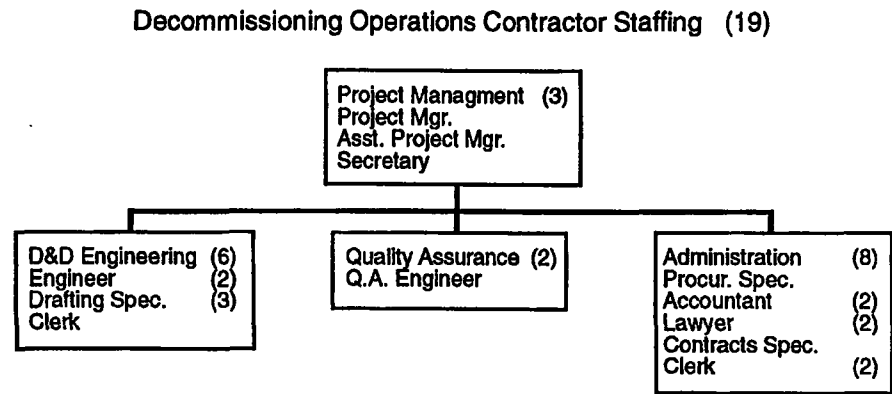 Decommissioning Operations Contractor Staffing (19)
Project Managment (3)
Project Mgr.
Asst. Project Mgr.
Secretary
D&D Engineering (6)
Engineer (2)
Drafting Spec. (3)
Clerk
Quality Assurance (2)
Q.A. Engineer
Administration (8)
Procur. Spec.
Accountant (2)
Lawyer (2)
Contracts Spec.
Clerk (2)